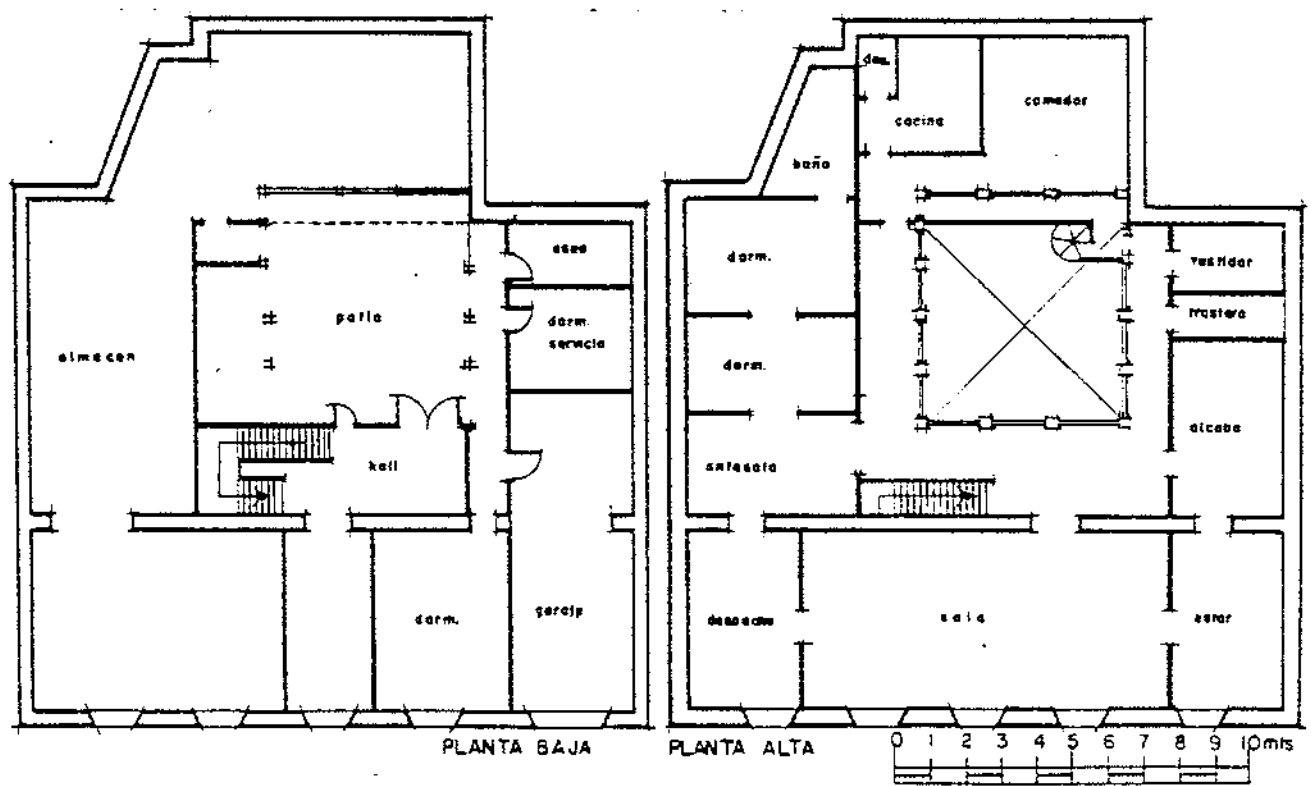 aseo
patio
dorm.
servicio
almacen
hall
dorm.
garaje
PLANTA BAJA
des.
cocina
comedor
baño
dorm.
vestidor
trastero
dorm.
alcoba
antesala
despacho
sala
estar
PLANTA ALTA
0 1 2 3 4 5 6 7 8 9 10mts